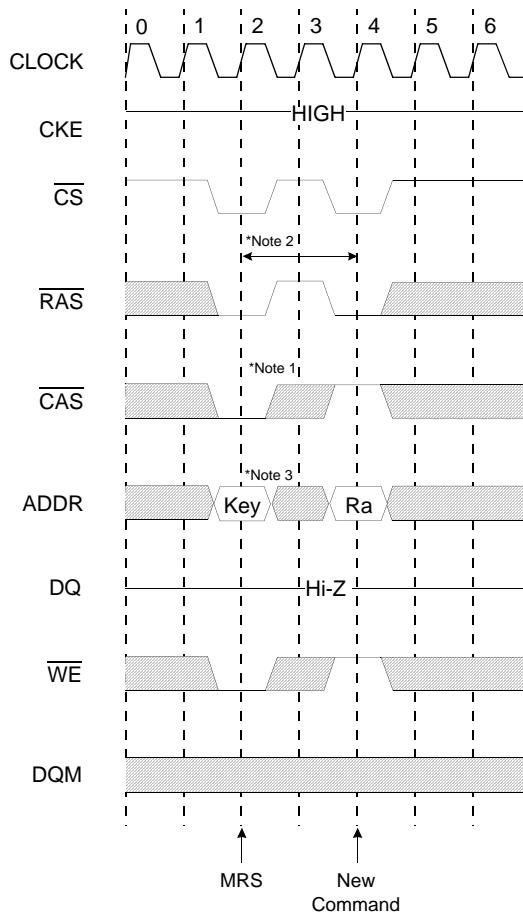 0 1 2 3 4 5 6
CLOCK
HIGH
CKE
CS
*Note 2
RAS
*Note 1
CAS
*Note 3
ADDR Key Ra
DQ Hi-Z
WE
DQM
MRS New
Command